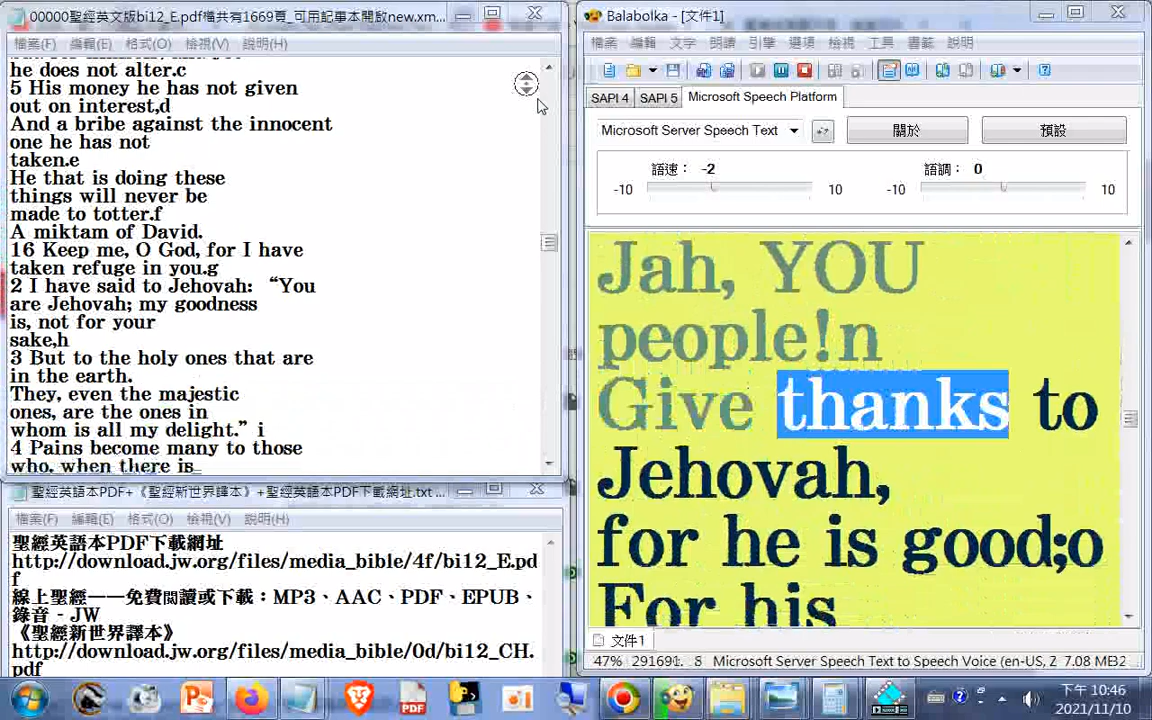 00000聖經英文版bi12_E.pdf檔共有1669頁_可用記事本開啟new.xm...
檔案(F) 編輯(E) 格式(O) 檢視(V) 說明(H)
he does not alter.c
5 His money he has not given
out on interest,d
And a bribe against the innocent
one he has not
taken.e
He that is doing these
things will never be
made to totter.f
A miktam of David.
16 Keep me, O God, for I have
taken refuge in you.g
2 I have said to Jehovah: “You
are Jehovah; my goodness
is, not for your
sake,h
3 But to the holy ones that are
in the earth.
They, even the majestic
ones, are the ones in
whom is all my delight.” i
4 Pains become many to those
who, when there is
聖經英語本PDF+《聖經新世界譯本》+聖經英語本PDF下載網址.txt ...
檔案(F) 編輯(E) 格式(O) 檢視(V) 說明(H)
聖經英語本PDF下載網址
http://download.jw.org/files/media_bible/4f/bi12_E.pd
f
線上聖經——免費閱讀或下載：MP3、AAC、PDF、EPUB、
錄音 - JW
《聖經新世界譯本》
http://download.jw.org/files/media_bible/0d/bi12_CH.
pdf
Balabolka - [文件1]
檔案 編輯 文字 朗讀 引擎 選項 檢視 工具 書籤 說明
SAPI 4 SAPI 5 Microsoft Speech Platform
Microsoft Server Speech Text 關於 預設
語速： -2 語調： 0
-10 10 -10 10
Jah, YOU
people!n
Give thanks to
Jehovah,
for he is good;o
For his
文件1
47% 291691. 8 Microsoft Server Speech Text to Speech Voice (en-US, Z 7.08 MB2
PDF
下午 10:46
2021/11/10